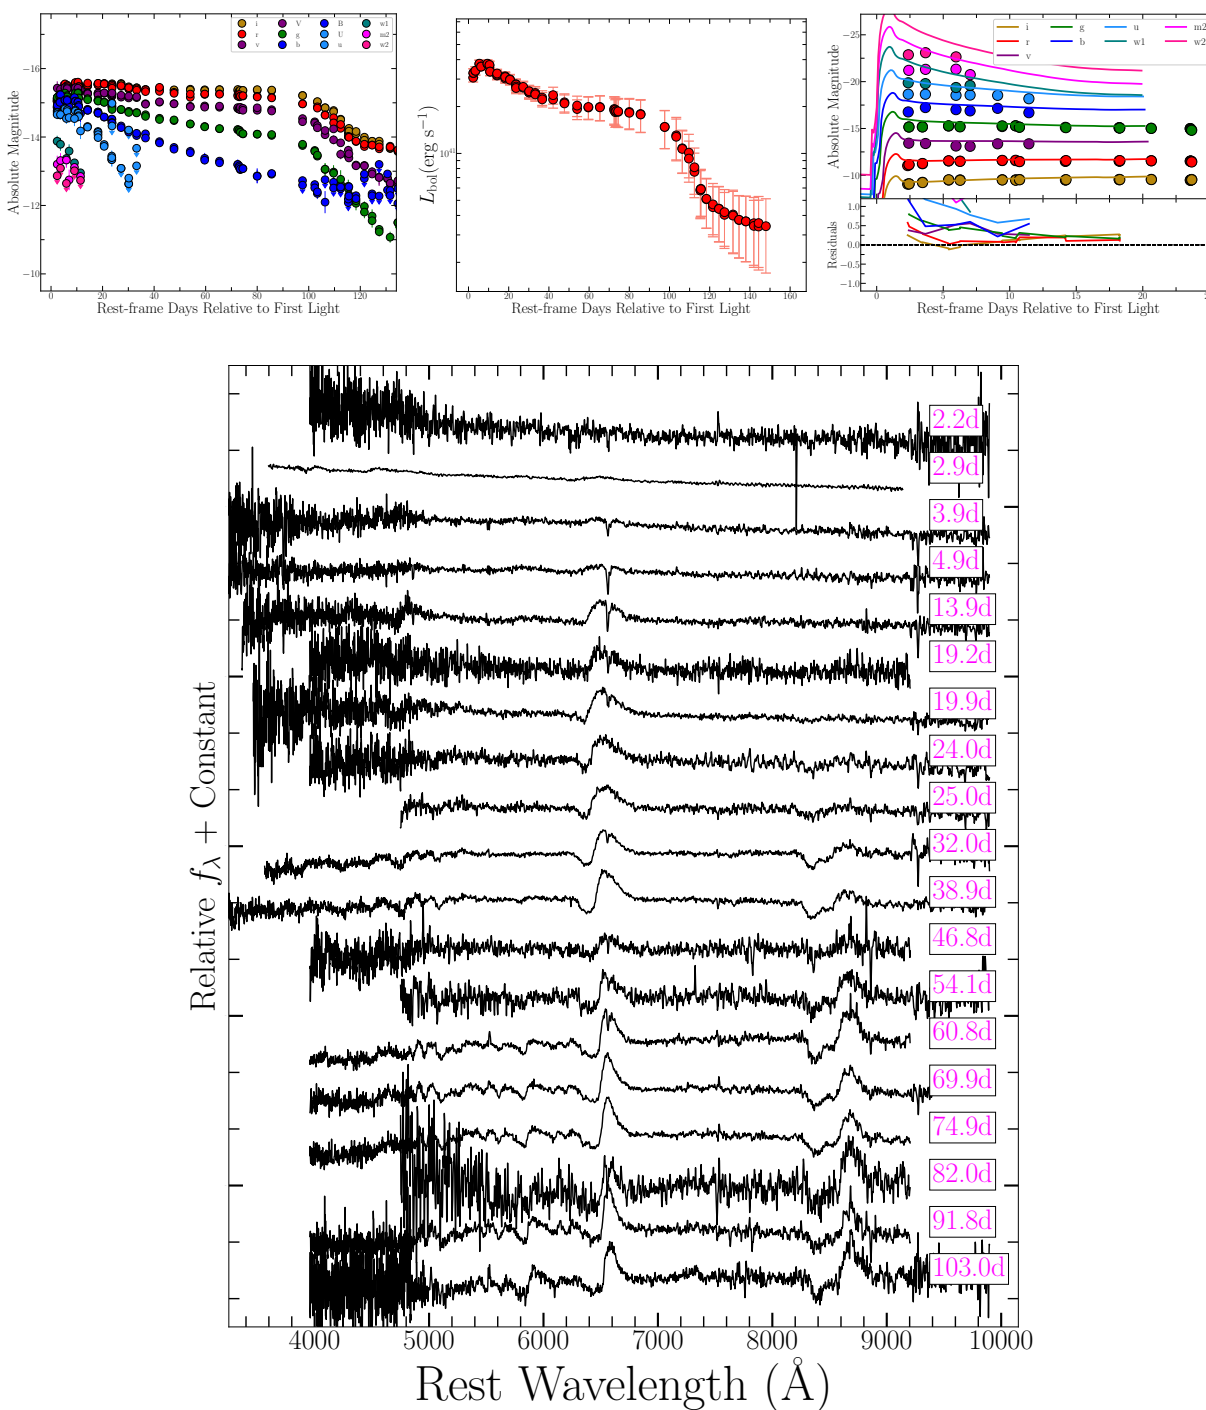 i V B w1
r g U m2
v b u w2
−16
−14
−12
−10
Absolute Magnitude
0 20 40 60 80 100 120
Rest-frame Days Relative to First Light
L_bol(erg s⁻¹)
0 20 40 60 80 100 120 140 160
Rest-frame Days Relative to First Light
i g u m2
r b w1 w2
v
−25
−20
−15
−10
Absolute Magnitude
1.0
0.5
0.0
−0.5
−1.0
Residuals
0 5 10 15 20
Rest-frame Days Relative to First Light
2.2d
2.9d
3.9d
4.9d
13.9d
19.2d
19.9d
24.0d
25.0d
32.0d
38.9d
46.8d
54.1d
60.8d
69.9d
74.9d
82.0d
91.8d
103.0d
Relative f_λ + Constant
4000 5000 6000 7000 8000 9000 10000
Rest Wavelength (Å)